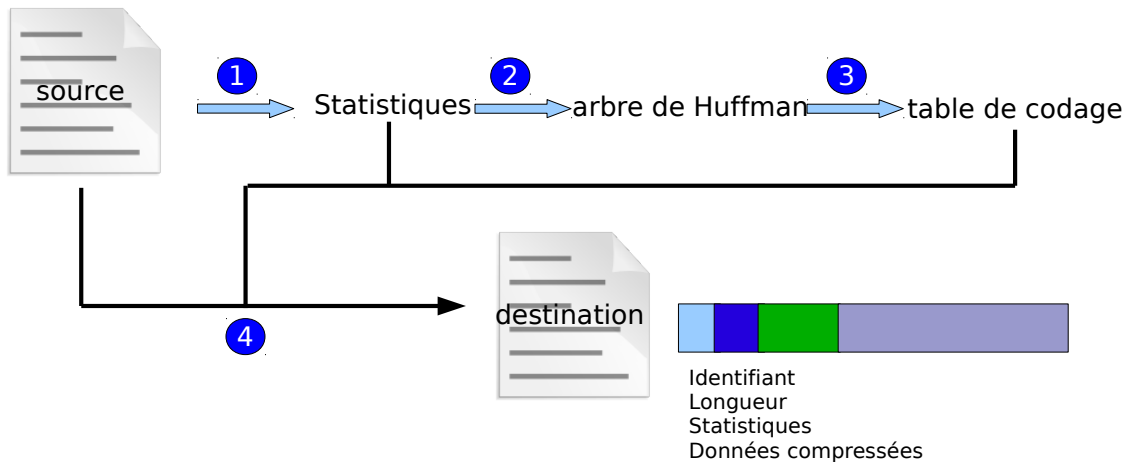 1
2
3
source
Statistiques
arbre de Huffman
table de codage
destination
4
Identifiant
Longueur
Statistiques
Données compressées